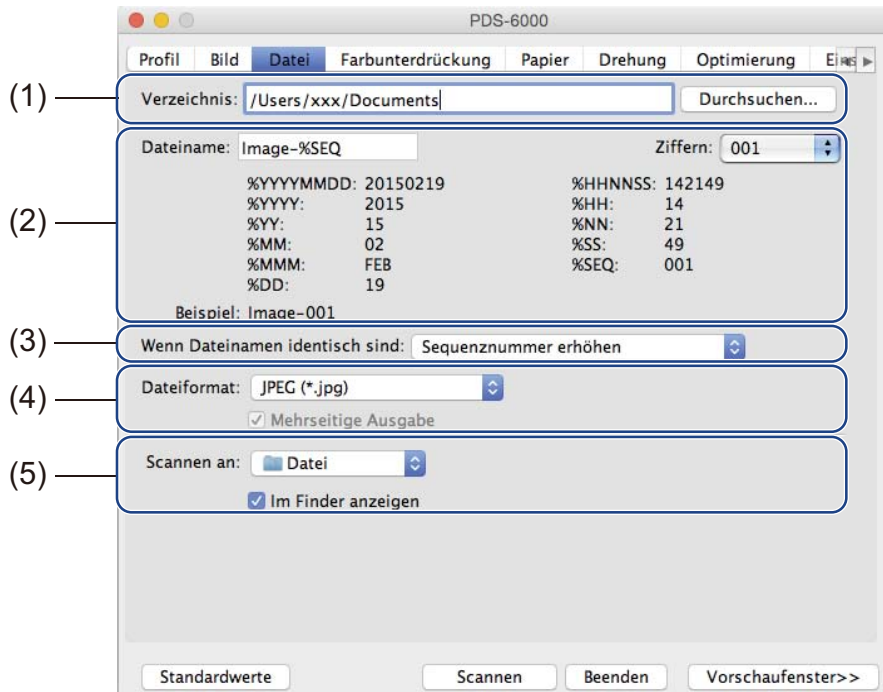 PDS-6000
Profil Bild Datei Farbunterdrückung Papier Drehung Optimierung
(1) Verzeichnis: /Users/xxx/Documents Durchsuchen...
Dateiname: Image-%SEQ Ziffern: 001
%YYYYMMDD: 20150219 %HHNNSS: 142149
%YYYY: 2015 %HH: 14
(2) %YY: 15 %NN: 21
%MM: 02 %SS: 49
%MMM: FEB %SEQ: 001
%DD: 19
Beispiel: Image-001
(3) Wenn Dateinamen identisch sind: Sequenznummer erhöhen
(4) Dateiformat: JPEG (*.jpg)
Mehrseitige Ausgabe
(5) Scannen an: Datei
Im Finder anzeigen
Standardwerte Scannen Beenden Vorschaufenster>>